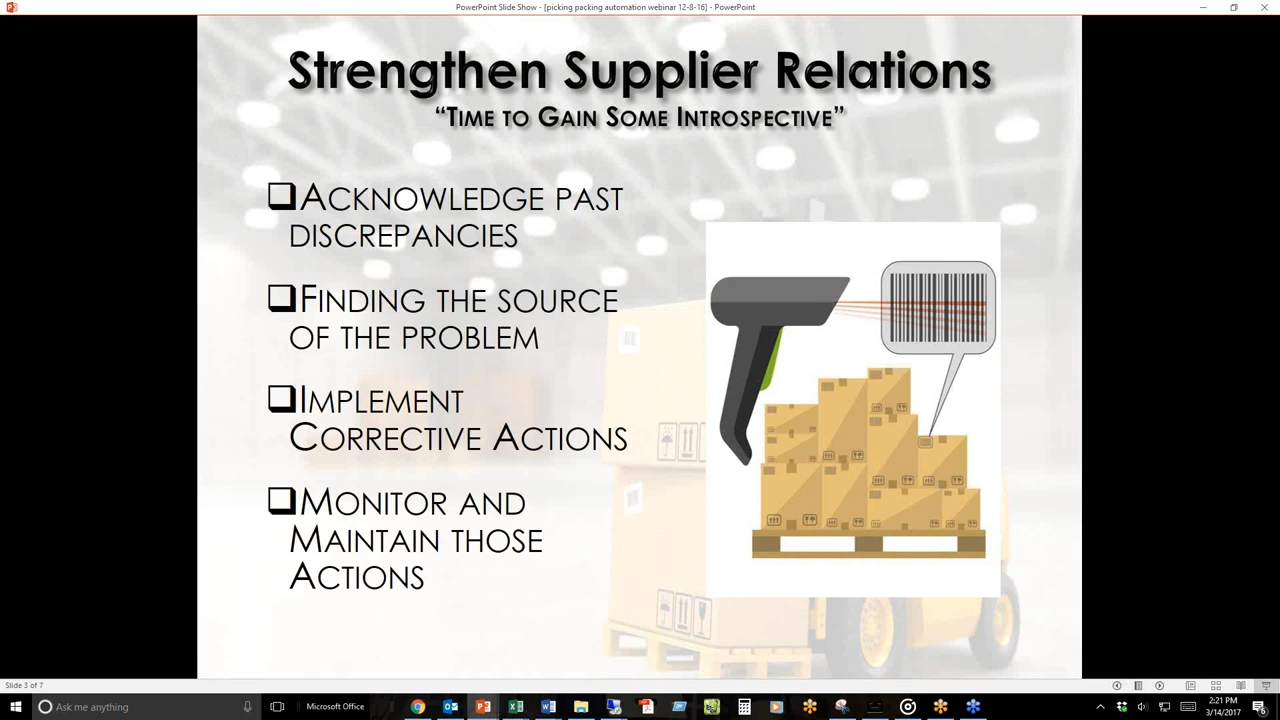 PowerPoint Slide Show - [picking packing automation webinar 12-8-16] - PowerPoint
Strengthen Supplier Relations
“Time to Gain Some Introspective”
Acknowledge past
discrepancies
Finding the source
of the problem
Implement
Corrective Actions
Monitor and
Maintain those
Actions
Slide 3 of 7
Ask me anything
Microsoft Office
2:21 PM
3/14/2017
6